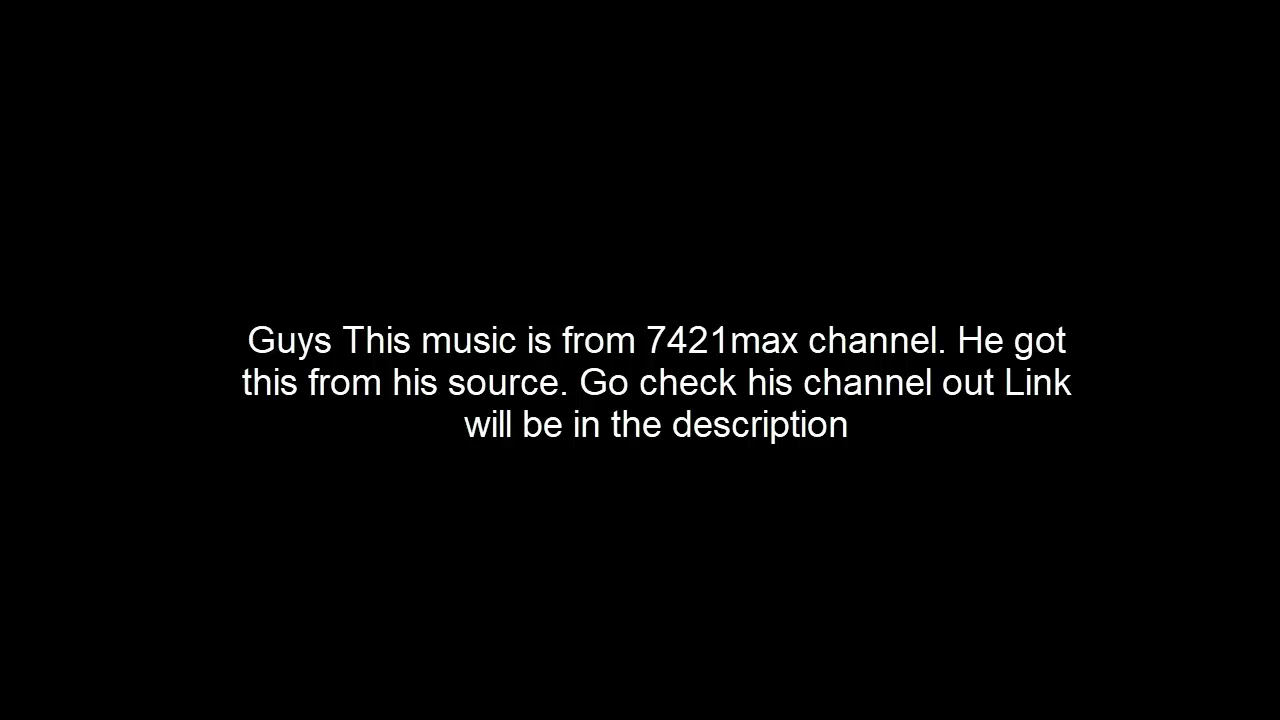 Guys This music is from 7421max channel. He got
this from his source. Go check his channel out Link
will be in the description